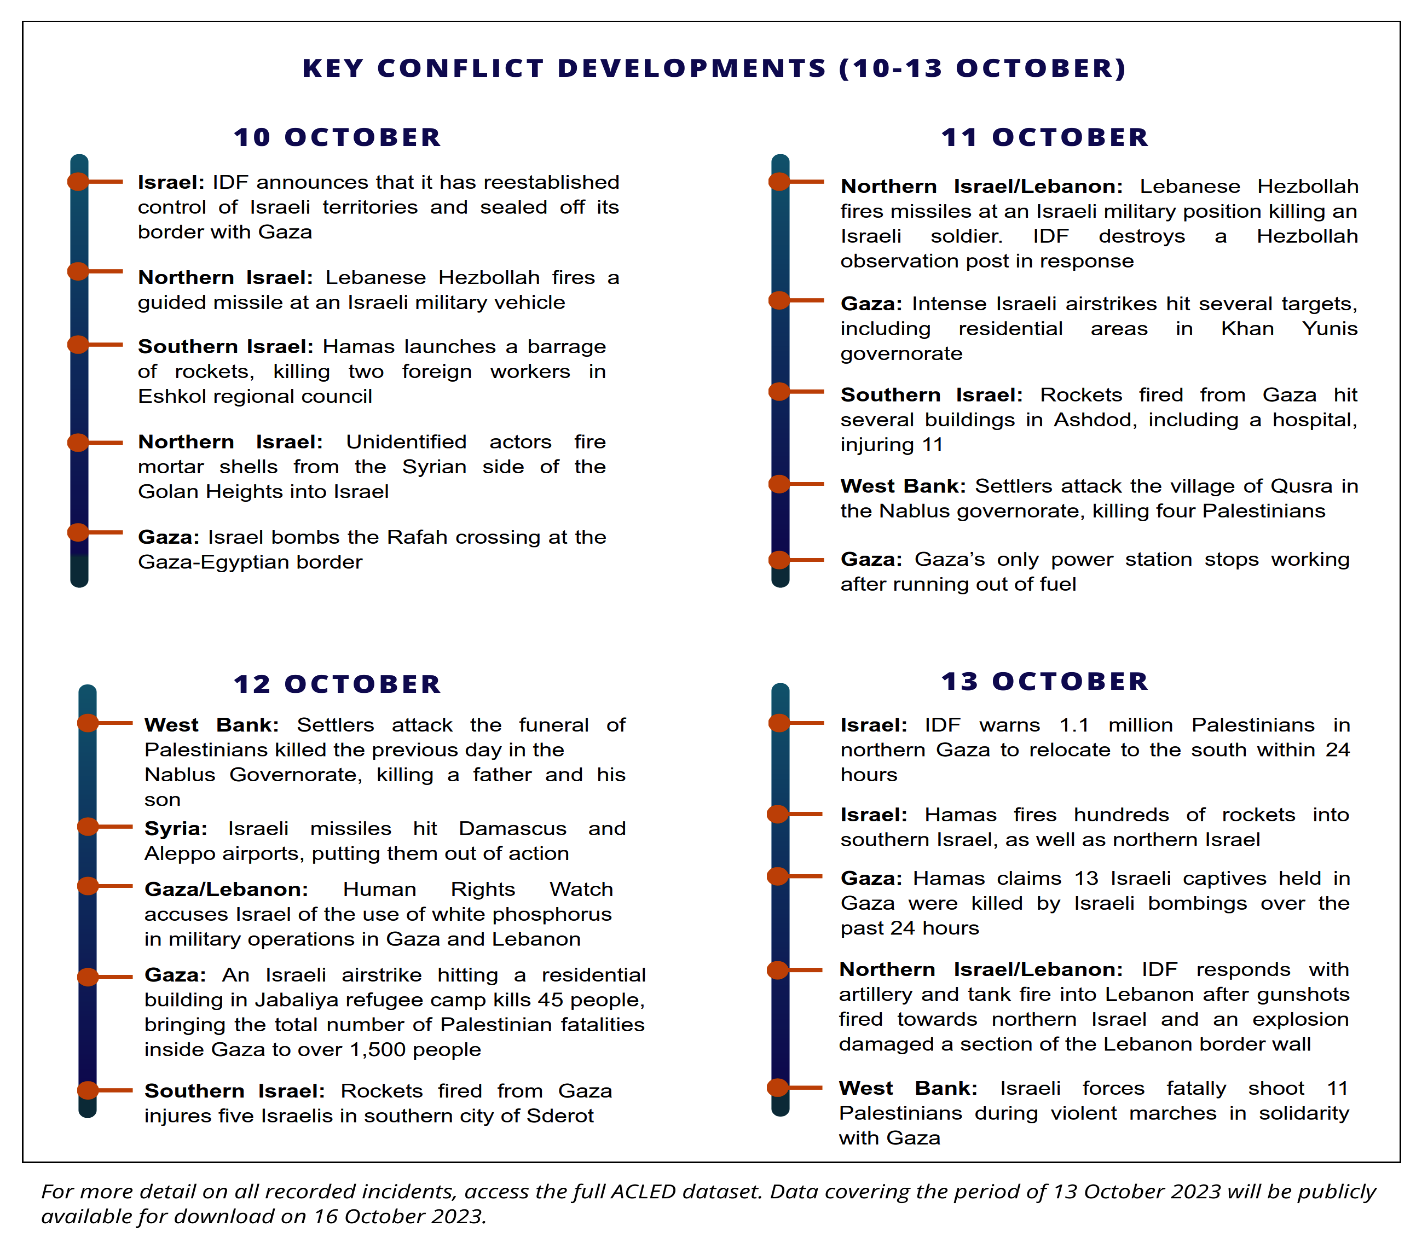 KEY CONFLICT DEVELOPMENTS (10-13 OCTOBER)
10 OCTOBER
Israel: IDF announces that it has reestablished
control of Israeli territories and sealed off its
border with Gaza
Northern Israel: Lebanese Hezbollah fires a
guided missile at an Israeli military vehicle
Southern Israel: Hamas launches a barrage
of rockets, killing two foreign workers in
Eshkol regional council
Northern Israel: Unidentified actors fire
mortar shells from the Syrian side of the
Golan Heights into Israel
Gaza: Israel bombs the Rafah crossing at the
Gaza-Egyptian border
11 OCTOBER
Northern Israel/Lebanon: Lebanese Hezbollah
fires missiles at an Israeli military position killing an
Israeli soldier. IDF destroys a Hezbollah
observation post in response
Gaza: Intense Israeli airstrikes hit several targets,
including residential areas in Khan Yunis
governorate
Southern Israel: Rockets fired from Gaza hit
several buildings in Ashdod, including a hospital,
injuring 11
West Bank: Settlers attack the village of Qusra in
the Nablus governorate, killing four Palestinians
Gaza: Gaza's only power station stops working
after running out of fuel
12 OCTOBER
West Bank: Settlers attack the funeral of
Palestinians killed the previous day in the
Nablus Governorate, killing a father and his
son
Syria: Israeli missiles hit Damascus and
Aleppo airports, putting them out of action
Gaza/Lebanon: Human Rights Watch
accuses Israel of the use of white phosphorus
in military operations in Gaza and Lebanon
Gaza: An Israeli airstrike hitting a residential
building in Jabaliya refugee camp kills 45 people,
bringing the total number of Palestinian fatalities
inside Gaza to over 1,500 people
Southern Israel: Rockets fired from Gaza
injures five Israelis in southern city of Sderot
13 OCTOBER
Israel: IDF warns 1.1 million Palestinians in
northern Gaza to relocate to the south within 24
hours
Israel: Hamas fires hundreds of rockets into
southern Israel, as well as northern Israel
Gaza: Hamas claims 13 Israeli captives held in
Gaza were killed by Israeli bombings over the
past 24 hours
Northern Israel/Lebanon: IDF responds with
artillery and tank fire into Lebanon after gunshots
fired towards northern Israel and an explosion
damaged a section of the Lebanon border wall
West Bank: Israeli forces fatally shoot 11
Palestinians during violent marches in solidarity
with Gaza
For more detail on all recorded incidents, access the full ACLED dataset. Data covering the period of 13 October 2023 will be publicly
available for download on 16 October 2023.